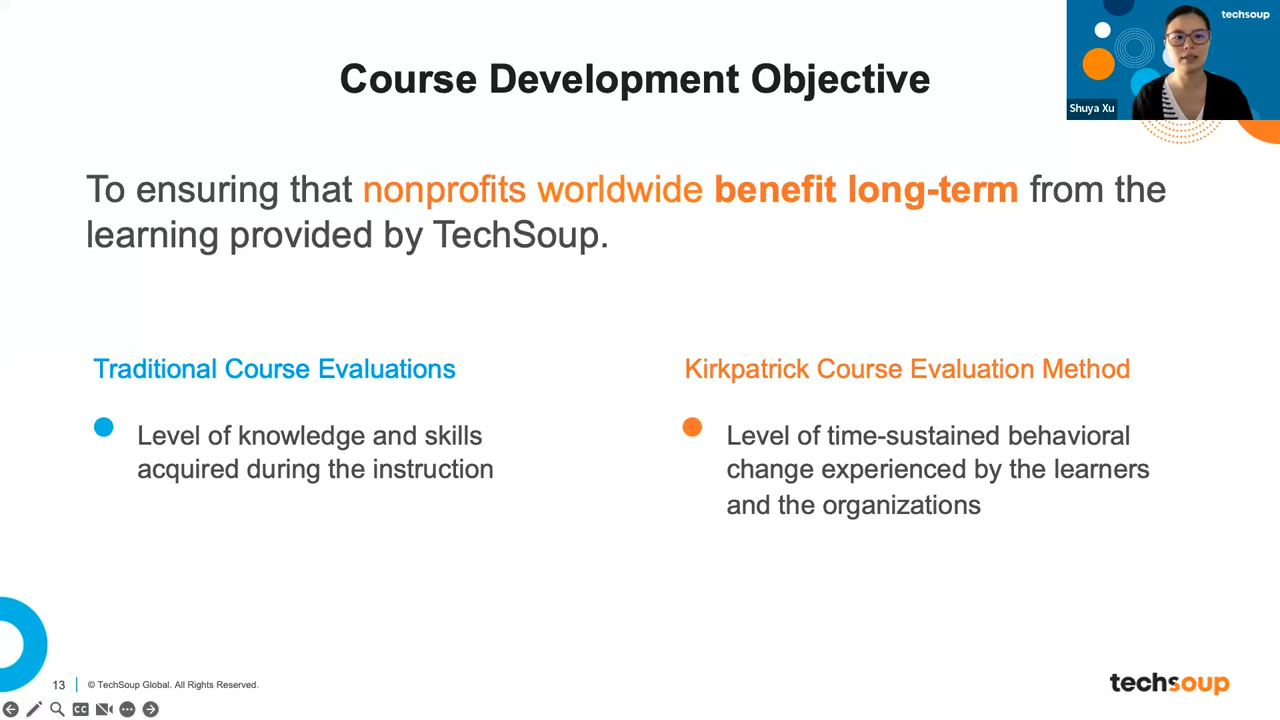 techsoup
Shuya Xu
Course Development Objective
To ensuring that nonprofits worldwide benefit long-term from the
learning provided by TechSoup.
Traditional Course Evaluations
Level of knowledge and skills
acquired during the instruction
Kirkpatrick Course Evaluation Method
Level of time-sustained behavioral
change experienced by the learners
and the organizations
13
© TechSoup Global. All Rights Reserved.
CC
techsoup